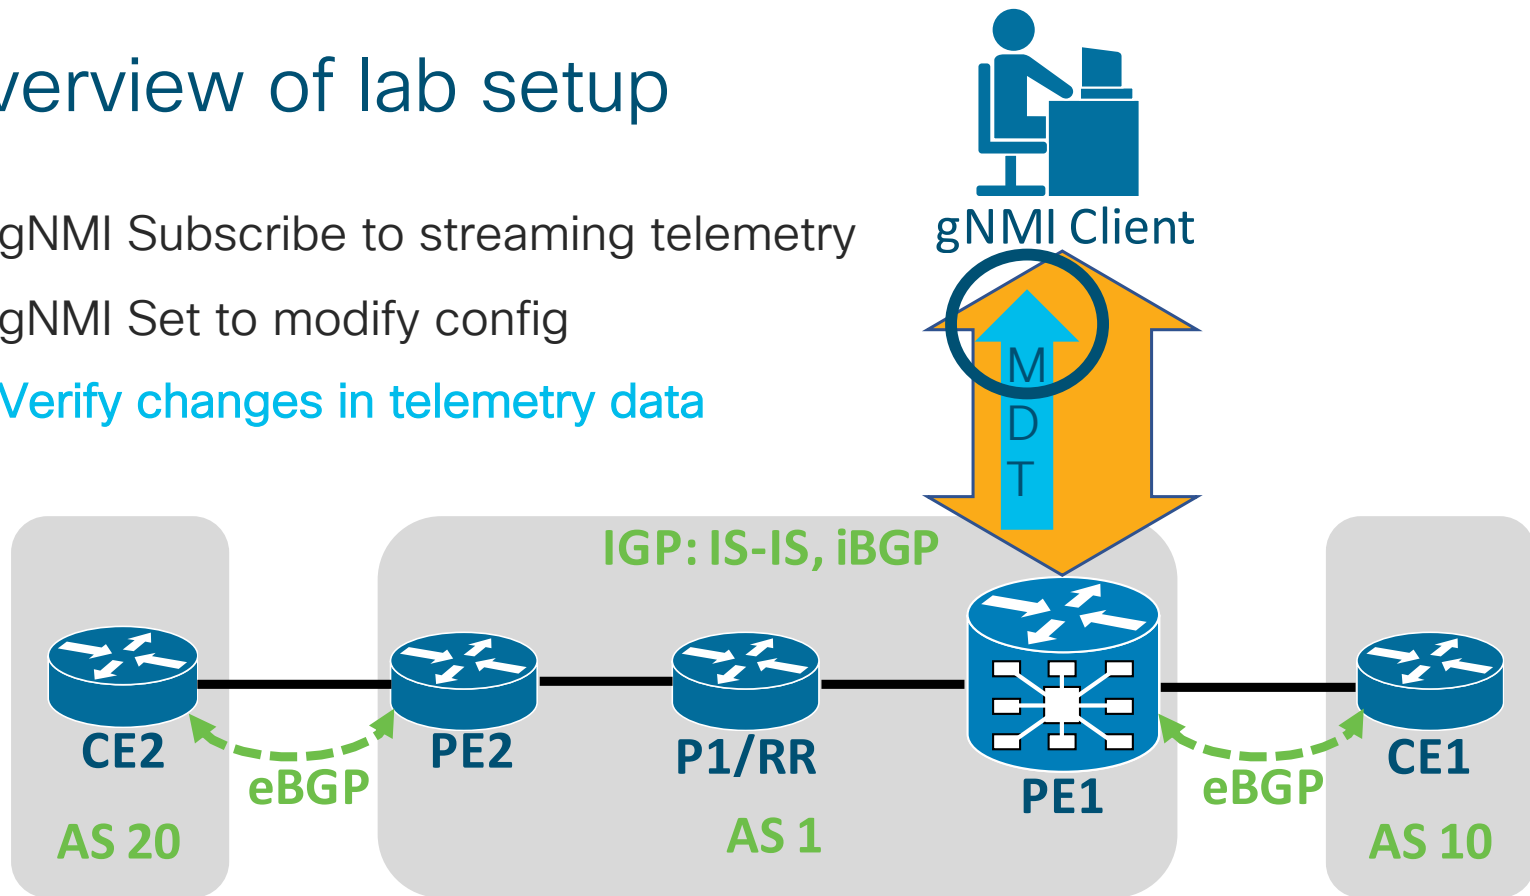 verview of lab setup
gNMI Subscribe to streaming telemetry
gNMI Set to modify config
Verify changes in telemetry data
gNMI Client
M
D
T
IGP: IS-IS, iBGP
CE2
PE2
P1/RR
PE1
CE1
eBGP
eBGP
AS 20
AS 1
AS 10